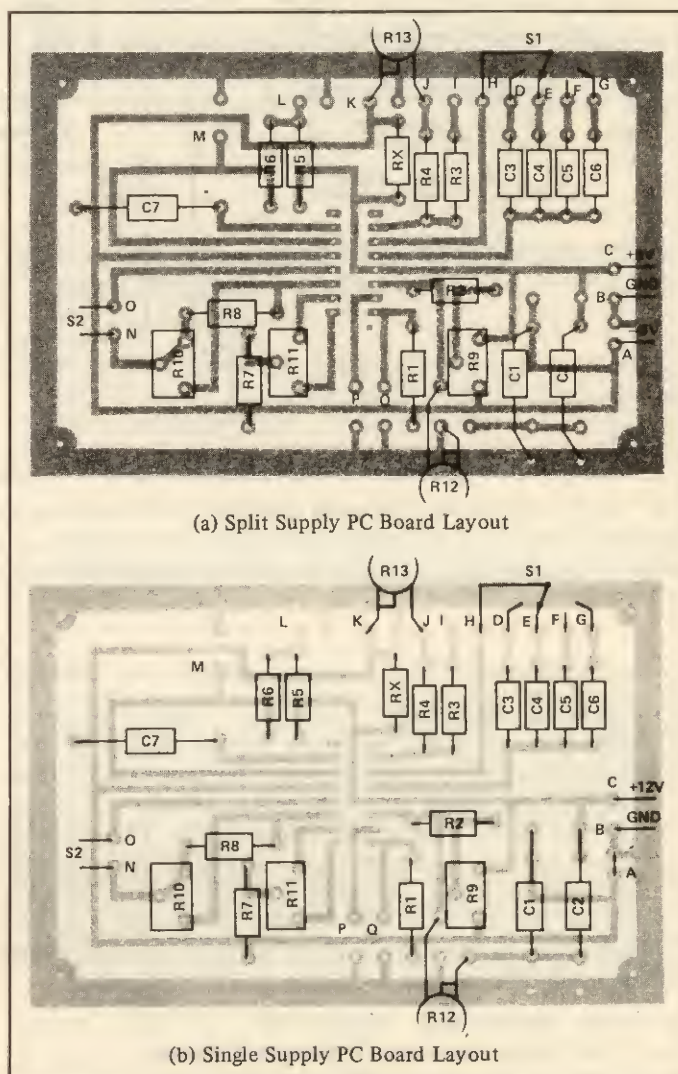 R13 S1
L K J I H D E F G
M
R6 R5 RX R4 R3 C3 C4 C5 C6
C7
C
GND
B
O
S2 N
R8
R10 R7 R11 R1 R9 C1
A
P Q
R12
(a) Split Supply PC Board Layout
R13 S1
L K J I H D E F G
M
R6 R5 RX R4 R3 C3 C4 C5 C6
C7
C +12V
GND
B
O R2
S2 N R8
A
R10 R7 R11 R1 R9 C1 C2
P Q
R12
(b) Single Supply PC Board Layout